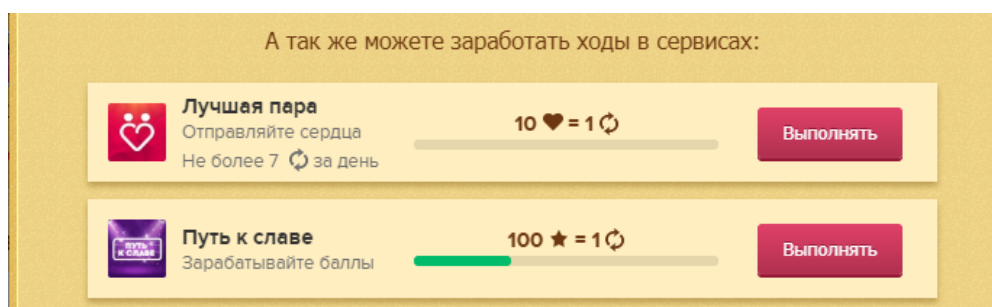 А так же можете заработать ходы в сервисах:
Лучшая пара
Отправляйте сердца
Не более 7 за день
10 ♥ = 1
Выполнять
ПУТЬ
К СЛАВЕ
Путь к славе
Зарабатывайте баллы
100 ★ = 1
Выполнять